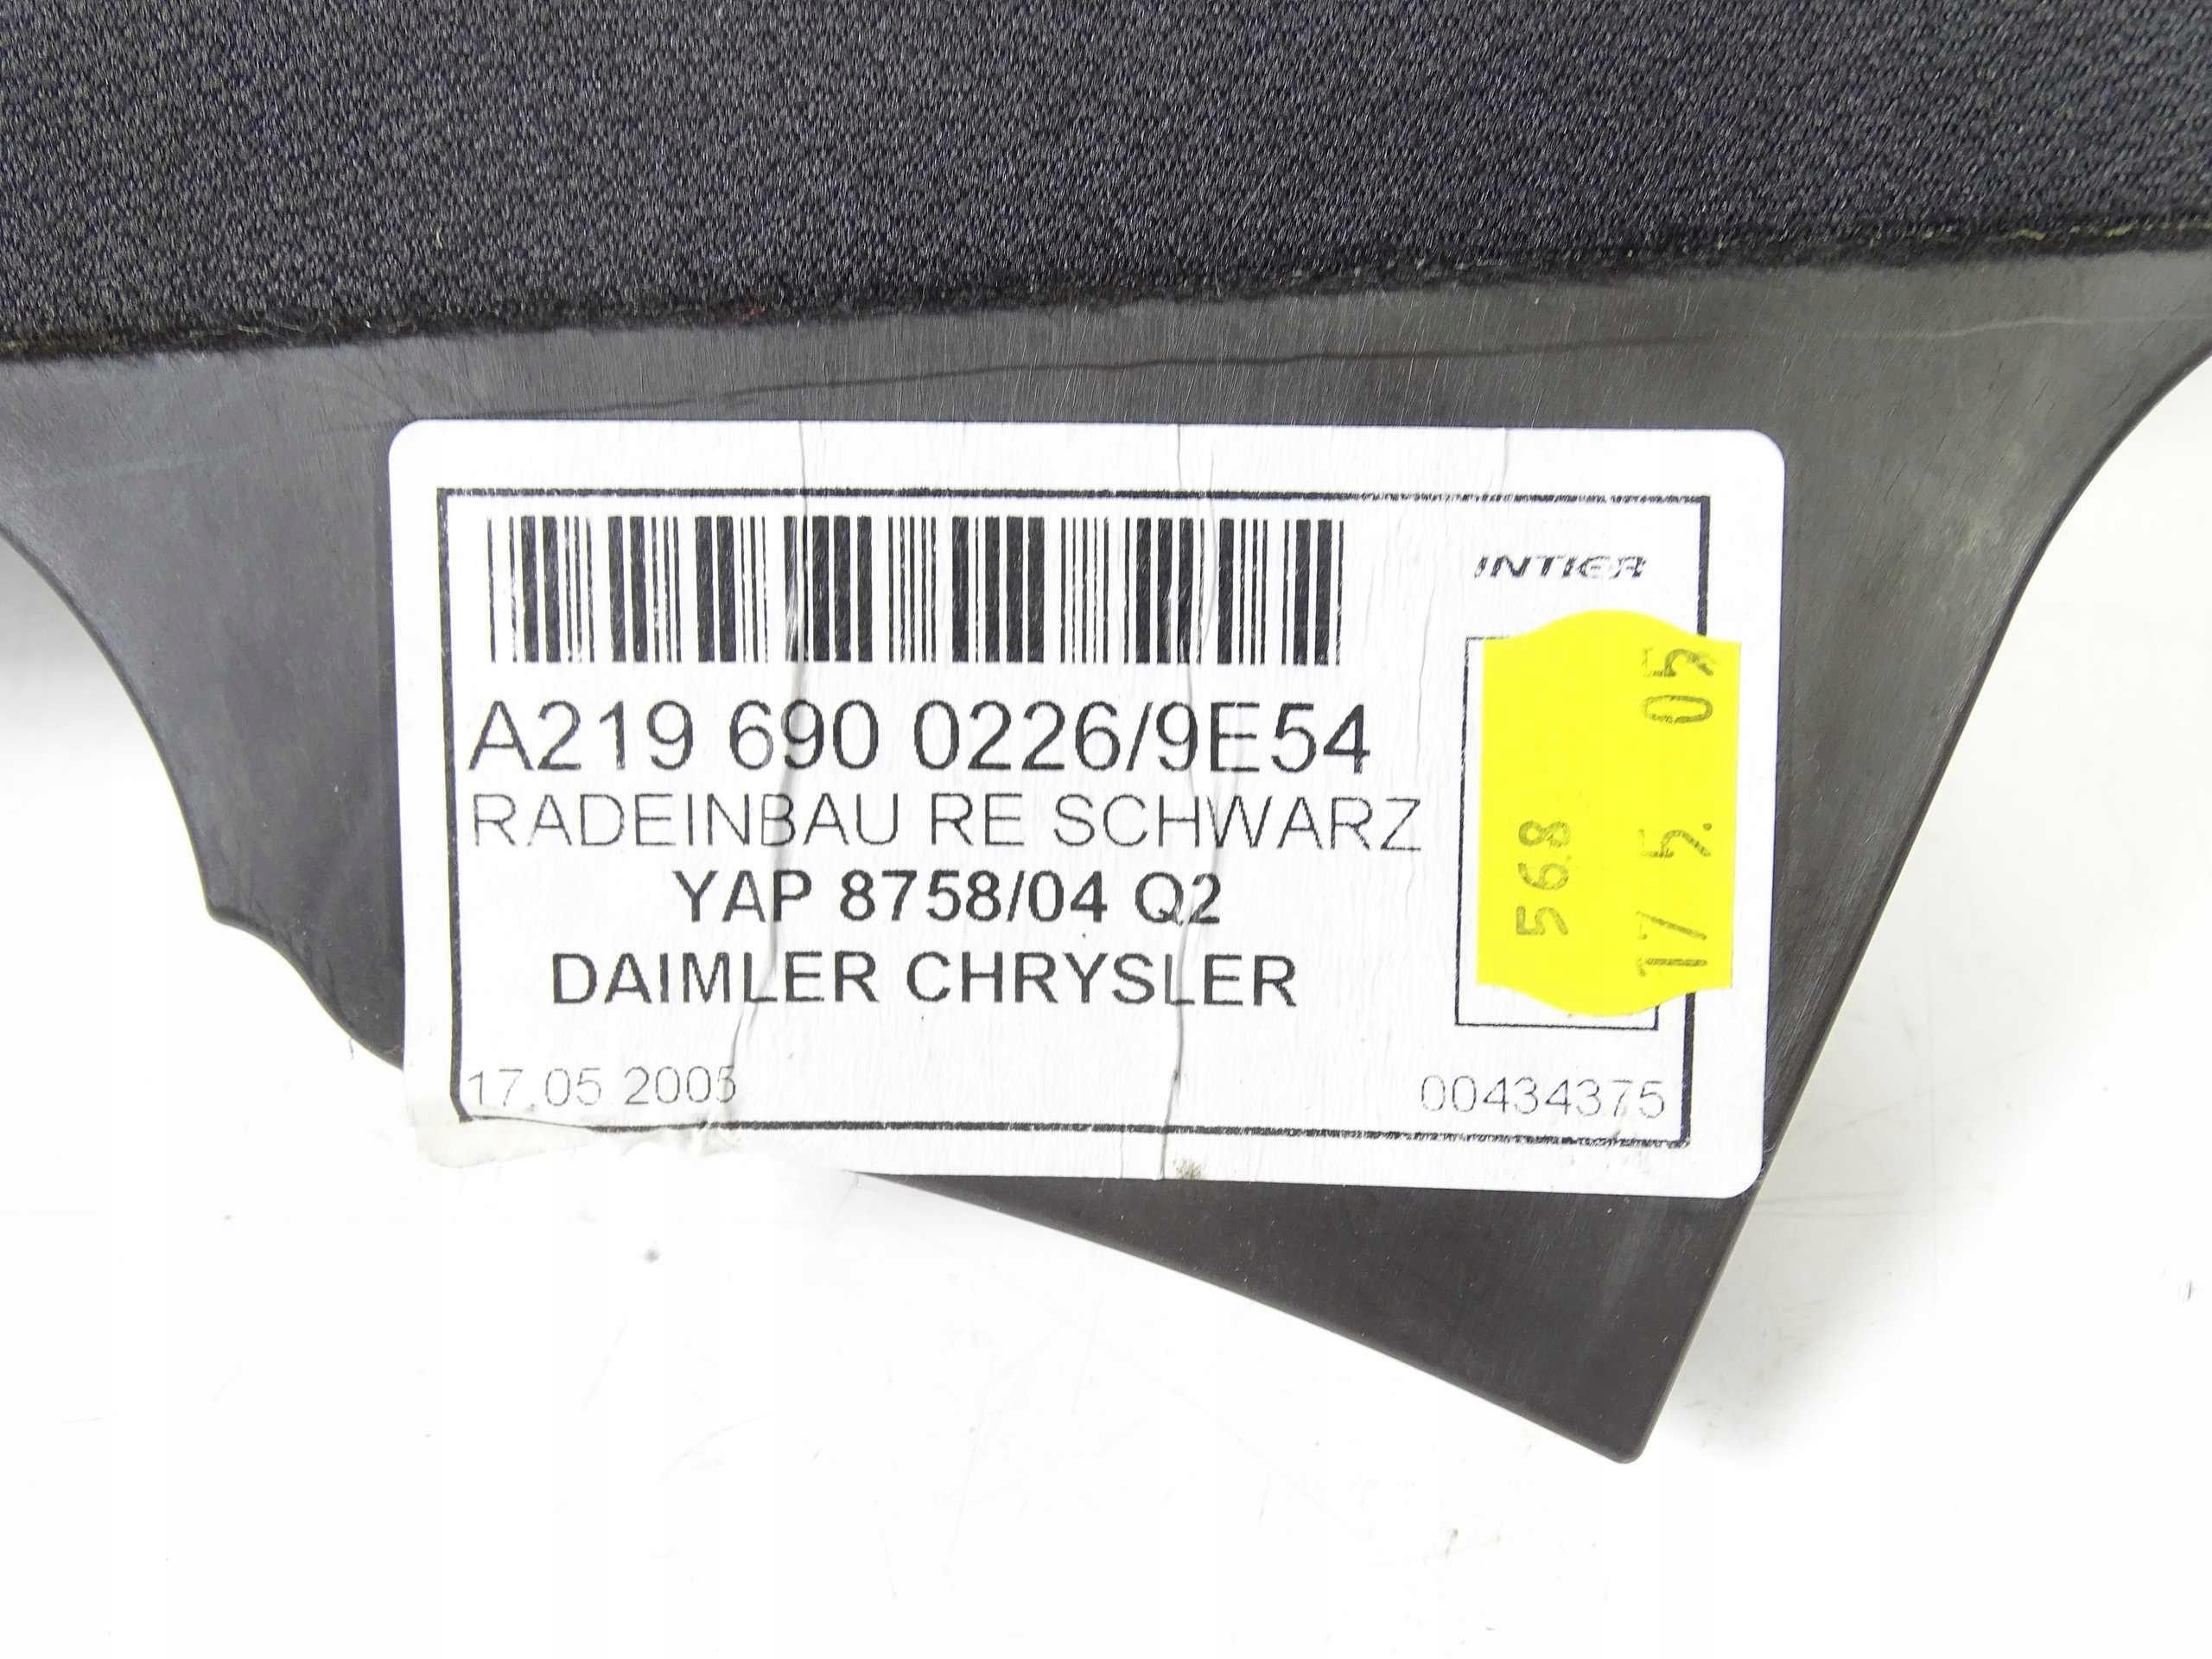 INTIER
A219 690 0226/9E54
RADEINBAU RE SCHWARZ
YAP 8758/04 Q2
DAIMLER CHRYSLER
17.05 2005
00434375
568
17 5. 05